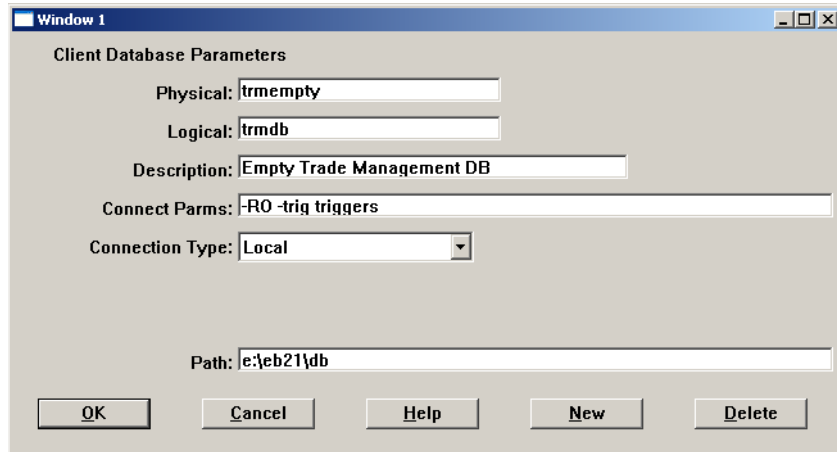 Window 1
Client Database Parameters
Physical: trmempty
Logical: trmdb
Description: Empty Trade Management DB
Connect Parms: -RO -trig triggers
Connection Type: Local
Path: e:\eb21\db
OK Cancel Help New Delete